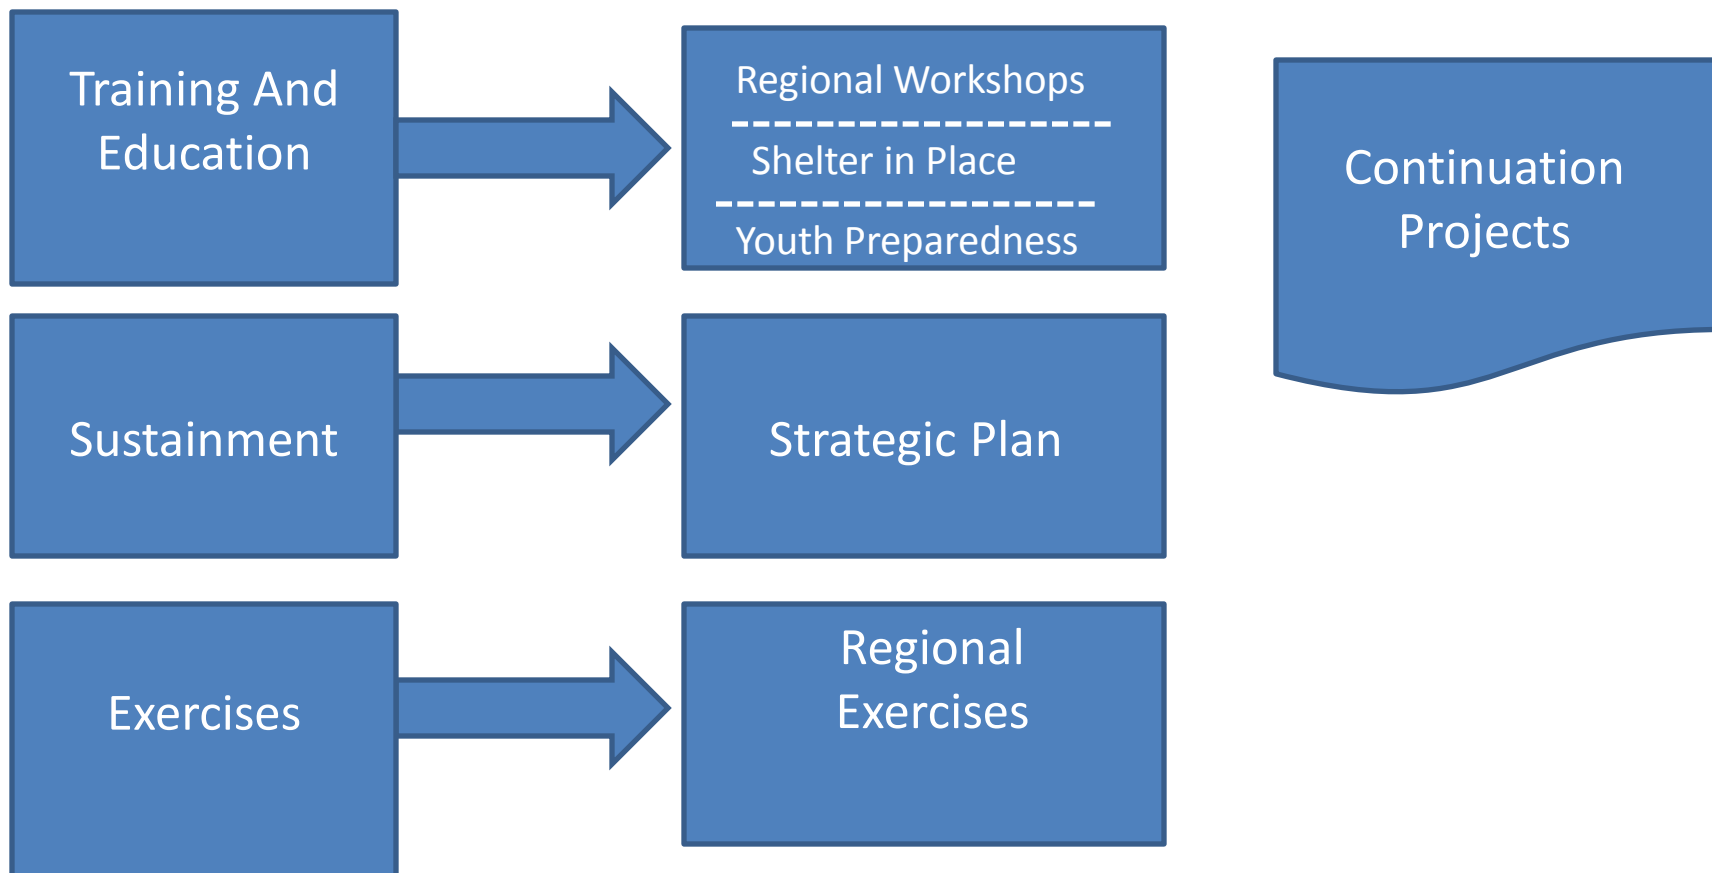 Training And
Education
Regional Workshops
Shelter in Place
Youth Preparedness
Continuation
Projects
Sustainment
Strategic Plan
Exercises
Regional
Exercises